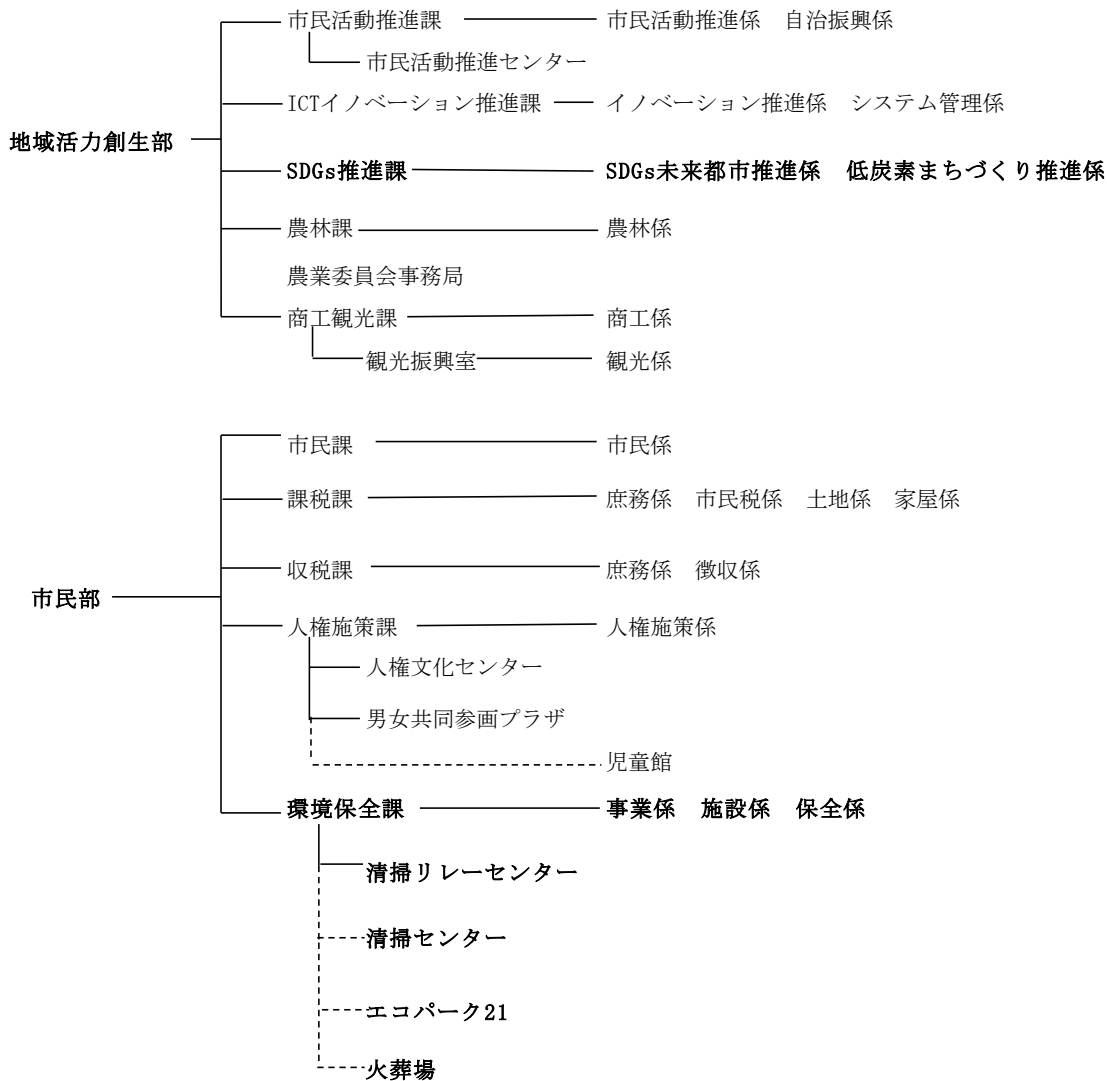 市民活動推進課 市民活動推進係 自治振興係
市民活動推進センター
ICTイノベーション推進課 イノベーション推進係 システム管理係
地域活力創生部
SDGs推進課 SDGs未来都市推進係 低炭素まちづくり推進係
農林課 農林係
農業委員会事務局
商工観光課 商工係
観光振興室 観光係
市民課 市民係
課税課 庶務係 市民税係 土地係 家屋係
収税課 庶務係 徴収係
市民部
人権施策課 人権施策係
人権文化センター
男女共同参画プラザ
児童館
環境保全課 事業係 施設係 保全係
清掃リレーセンター
清掃センター
エコパーク21
火葬場